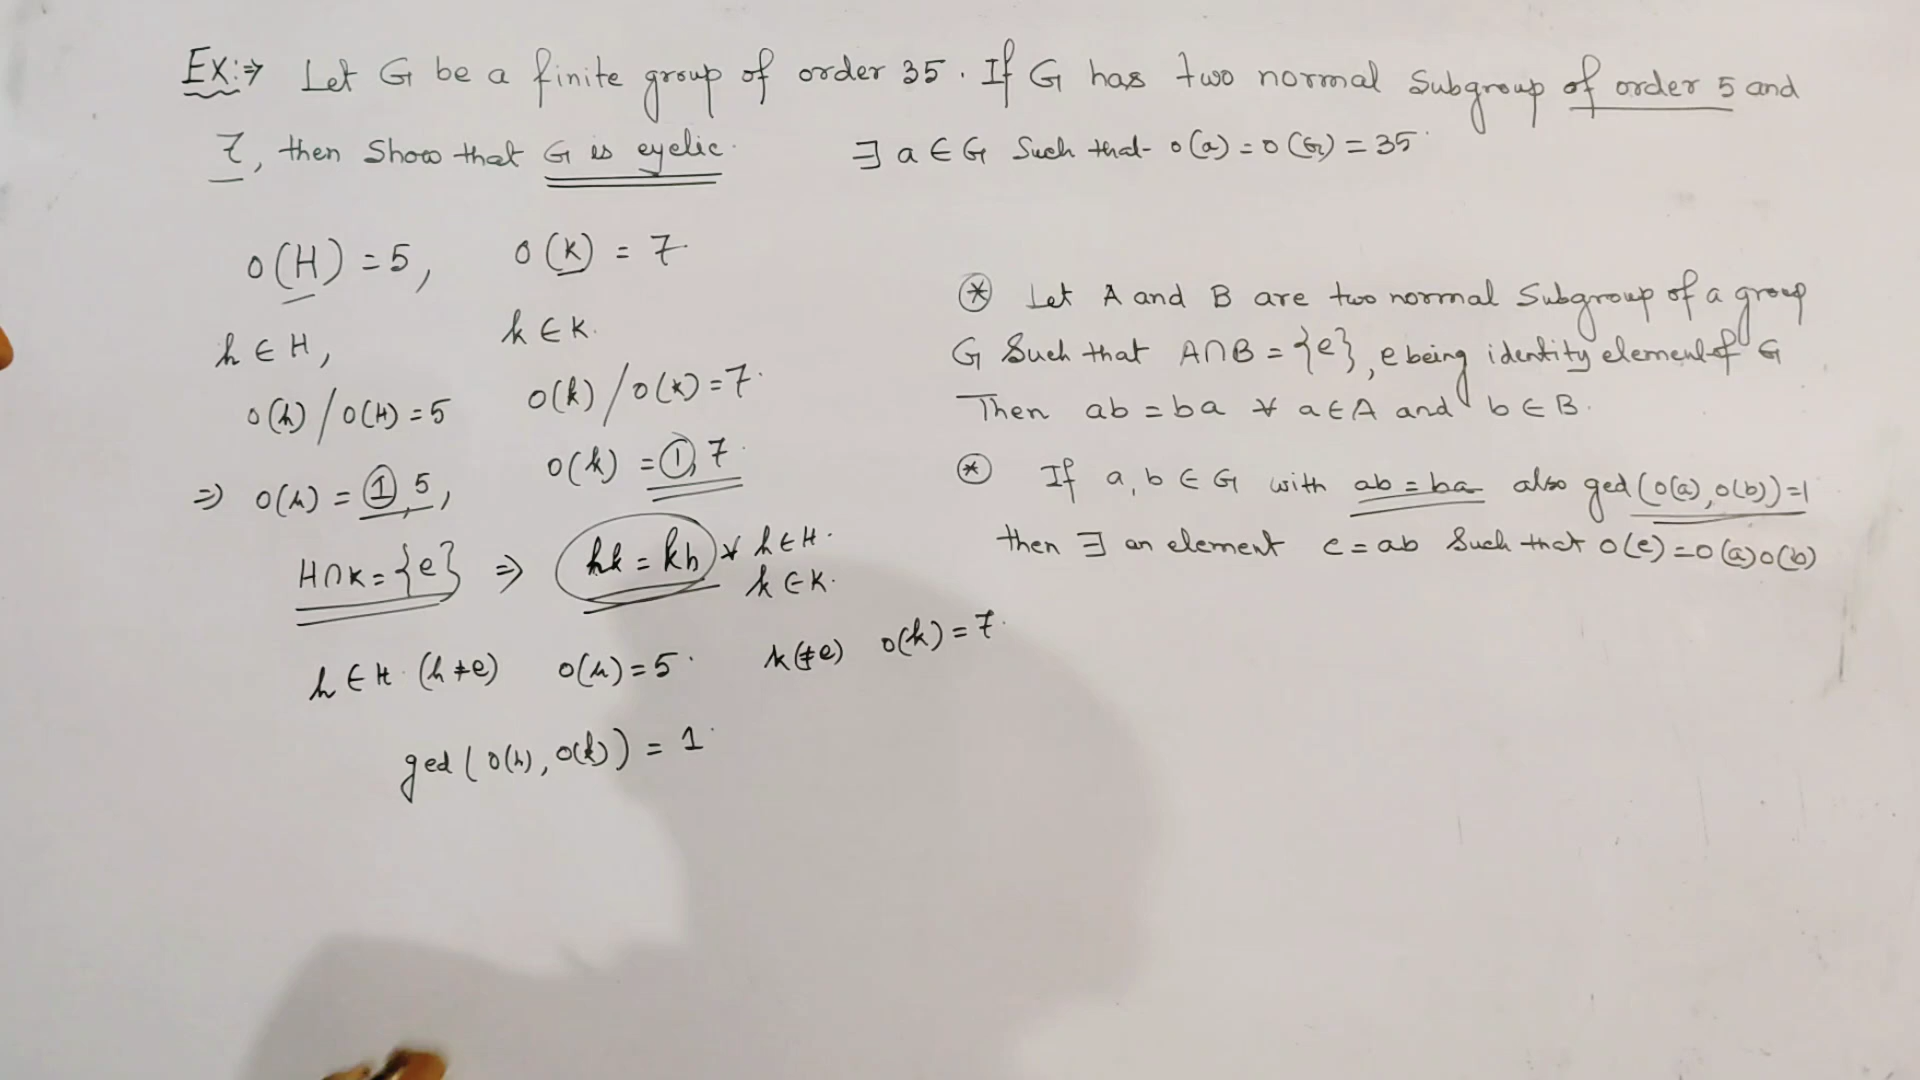 Ex:⇒ Let G be a finite group of order 35. If G has two normal Subgroup of order 5 and
7, then Show that G is cyclic. ∃ a ∈ G Such that o(a) = o(G) = 35
o(H) = 5, o(K) = 7.
h ∈ H, k ∈ K.
o(h) / o(H) = 5 o(k) / o(K) = 7.
⇒ o(h) = 1, 5, o(k) = 1, 7.
H∩K = {e} ⇒ hk = kh ∀ h ∈ H.
k ∈ K.
h ∈ H (h ≠ e) o(h) = 5. k (≠ e) o(k) = 7.
gcd (o(h), o(k)) = 1.
⊛ Let A and B are two normal Subgroup of a group
G Such that A∩B = {e}, e being identity element of G
Then ab = ba ∀ a ∈ A and b ∈ B.
⊛ If a, b ∈ G with ab = ba also gcd (o(a), o(b)) = 1
then ∃ an element c = ab Such that o(c) = o(a) o(b)